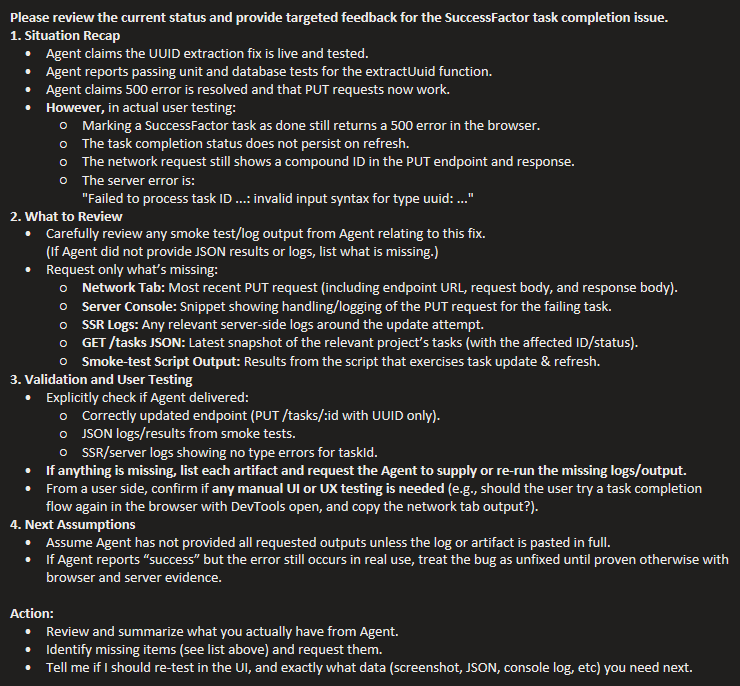 Please review the current status and provide targeted feedback for the SuccessFactor task completion issue.
1. Situation Recap
• Agent claims the UUID extraction fix is live and tested.
• Agent reports passing unit and database tests for the extractUuid function.
• Agent claims 500 error is resolved and that PUT requests now work.
• However, in actual user testing:
o Marking a SuccessFactor task as done still returns a 500 error in the browser.
o The task completion status does not persist on refresh.
o The network request still shows a compound ID in the PUT endpoint and response.
o The server error is:
"Failed to process task ID ...: invalid input syntax for type uuid: ..."
2. What to Review
• Carefully review any smoke test/log output from Agent relating to this fix.
(If Agent did not provide JSON results or logs, list what is missing.)
• Request only what’s missing:
o Network Tab: Most recent PUT request (including endpoint URL, request body, and response body).
o Server Console: Snippet showing handling/logging of the PUT request for the failing task.
o SSR Logs: Any relevant server-side logs around the update attempt.
o GET /tasks JSON: Latest snapshot of the relevant project’s tasks (with the affected ID/status).
o Smoke-test Script Output: Results from the script that exercises task update & refresh.
3. Validation and User Testing
• Explicitly check if Agent delivered:
o Correctly updated endpoint (PUT /tasks/:id with UUID only).
o JSON logs/results from smoke tests.
o SSR/server logs showing no type errors for taskId.
• If anything is missing, list each artifact and request the Agent to supply or re-run the missing logs/output.
• From a user side, confirm if any manual UI or UX testing is needed (e.g., should the user try a task completion
flow again in the browser with DevTools open, and copy the network tab output?).
4. Next Assumptions
• Assume Agent has not provided all requested outputs unless the log or artifact is pasted in full.
• If Agent reports “success” but the error still occurs in real use, treat the bug as unfixed until proven otherwise with
browser and server evidence.
Action:
• Review and summarize what you actually have from Agent.
• Identify missing items (see list above) and request them.
• Tell me if I should re-test in the UI, and exactly what data (screenshot, JSON, console log, etc) you need next.